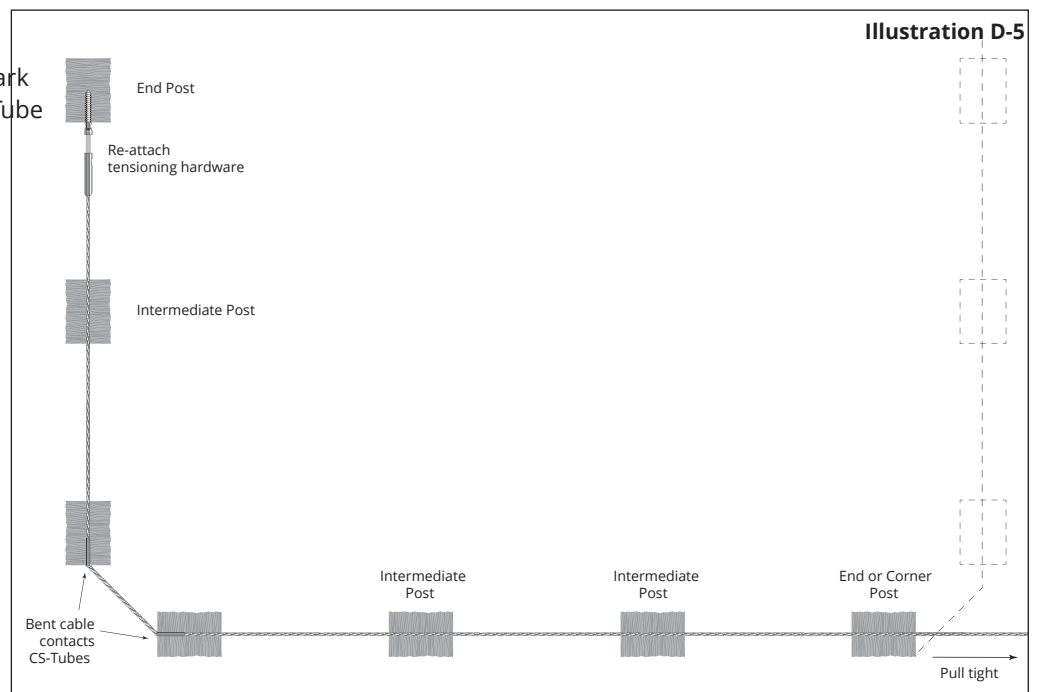 Illustration D-5
End Post
Re-attach
tensioning hardware
Intermediate Post
Intermediate
Post
Intermediate
Post
End or Corner
Post
Bent cable
contacts
CS-Tubes
Pull tight